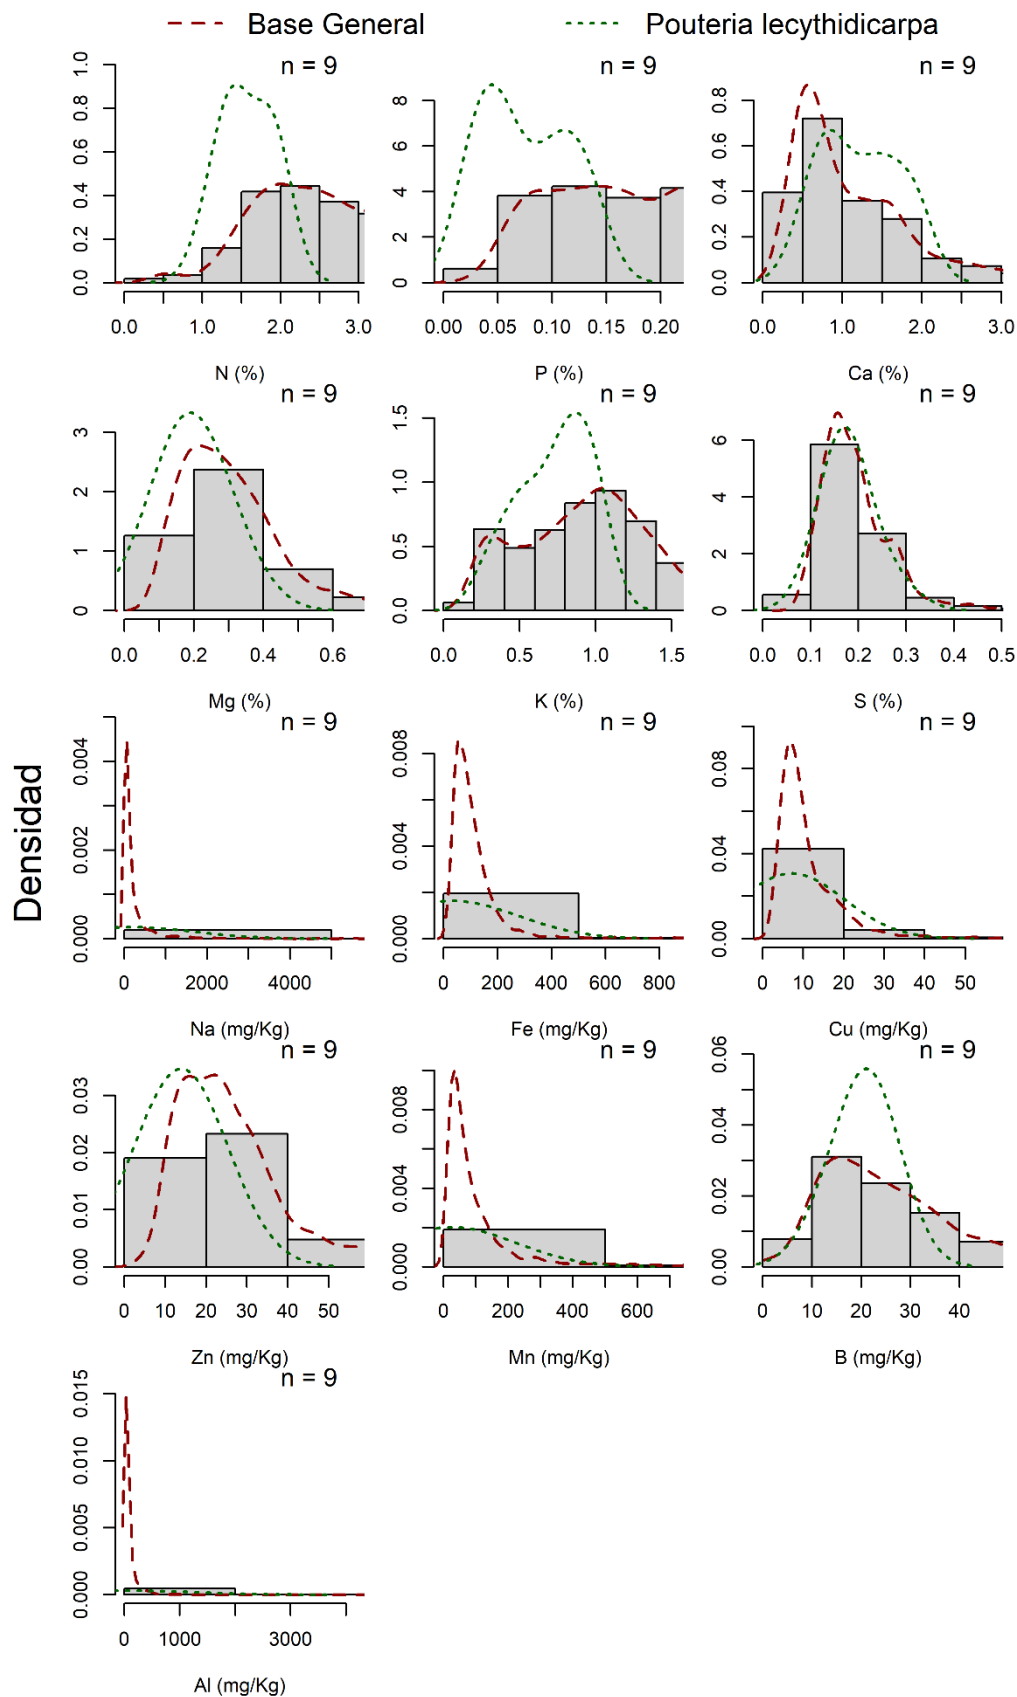 Base General
Pouteria lecythidicarpa
Densidad
n = 9
0.0 0.2 0.4 0.6 0.8 1.0
0.0 1.0 2.0 3.0
N (%)
n = 9
0 2 4 6 8
0.00 0.05 0.10 0.15 0.20
P (%)
n = 9
0.0 0.2 0.4 0.6 0.8
0.0 1.0 2.0 3.0
Ca (%)
n = 9
0 1 2 3
0.0 0.2 0.4 0.6
Mg (%)
n = 9
0.0 0.5 1.0 1.5
0.0 0.5 1.0 1.5
K (%)
n = 9
0 2 4 6
0.0 0.1 0.2 0.3 0.4 0.5
S (%)
n = 9
0.000 0.002 0.004
0 2000 4000
Na (mg/Kg)
n = 9
0.000 0.004 0.008
0 200 400 600 800
Fe (mg/Kg)
n = 9
0.00 0.04 0.08
0 10 20 30 40 50
Cu (mg/Kg)
n = 9
0.00 0.01 0.02 0.03
0 10 20 30 40 50
Zn (mg/Kg)
n = 9
0.000 0.004 0.008
0 200 400 600
Mn (mg/Kg)
n = 9
0.00 0.02 0.04 0.06
0 10 20 30 40
B (mg/Kg)
n = 9
0.000 0.005 0.010 0.015
0 1000 3000
Al (mg/Kg)